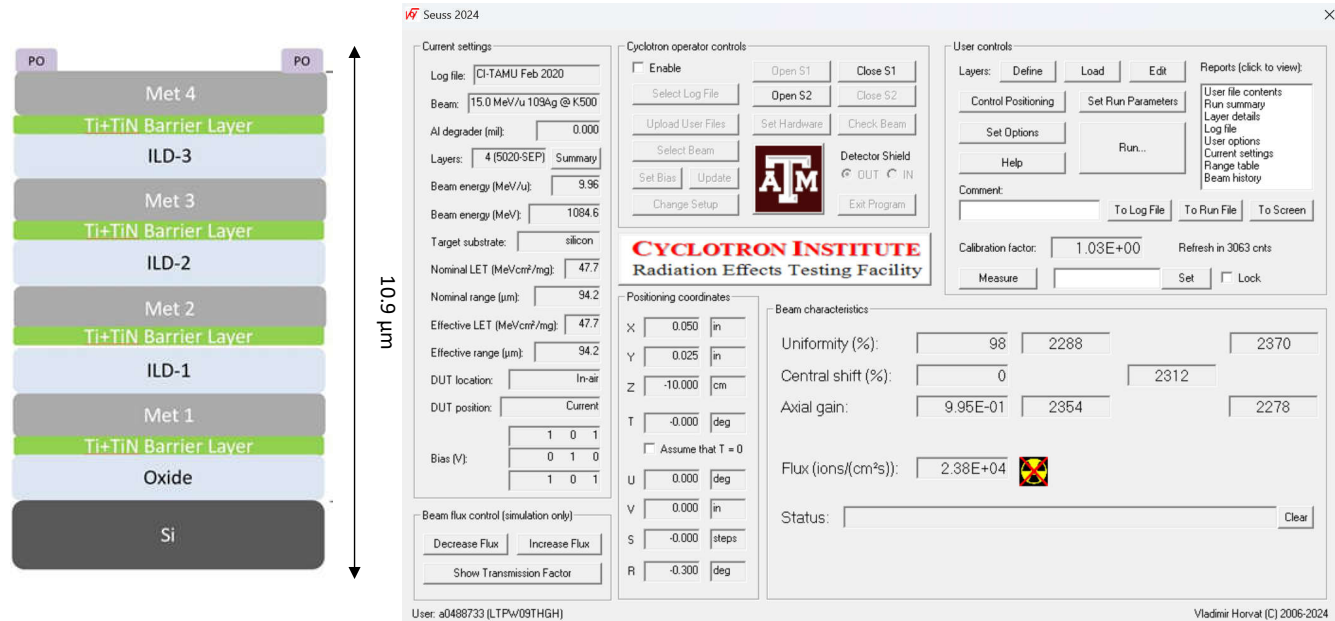 PO PO
Met 4
Ti+TiN Barrier Layer
ILD-3
Met 3
Ti+TiN Barrier Layer
ILD-2
Met 2
Ti+TiN Barrier Layer
ILD-1
Met 1
Ti+TiN Barrier Layer
Oxide
Si
10.9 µm
Seuss 2024
Current settings
Log file: CI-TAMU Feb 2020
Beam: 15.0 MeV/u 109Ag @ K500
Al degrader (mil): 0.000
Layers: 4 (5020-SEP) Summary
Beam energy (MeV/u): 9.96
Beam energy (MeV): 1084.6
Target substrate: silicon
Nominal LET (MeVcm²/mg): 47.7
Nominal range (µm): 94.2
Effective LET (MeVcm²/mg): 47.7
Effective range (µm): 94.2
DUT location: In-air
DUT position: Current
1 0 1
Bias (V): 0 1 0
1 0 1
Beam flux control (simulation only)
Decrease Flux Increase Flux
Show Transmission Factor
User: a0488733 (LTPW09THGH)
Cyclotron operator controls
Enable Open S1 Close S1
Select Log File Open S2 Close S2
Upload User Files Set Hardware Check Beam
Select Beam
Set Bias Update
Change Setup
ATM
Detector Shield
OUT IN
Exit Program
CYCLOTRON INSTITUTE
Radiation Effects Testing Facility
Positioning coordinates
X 0.050 in
Y 0.025 in
Z -10.000 cm
T -0.000 deg
Assume that T = 0
U 0.000 deg
V 0.000 in
S -0.000 steps
R -0.300 deg
User controls
Layers: Define Load Edit
Control Positioning Set Run Parameters
Set Options
Help
Run...
Reports (click to view):
User file contents
Run summary
Layer details
Log file
User options
Current settings
Range table
Beam history
Comment:
To Log File To Run File To Screen
Calibration factor: 1.03E+00 Refresh in 3063 cnts
Measure Set Lock
Beam characteristics
Uniformity (%): 98 2288 2370
Central shift (%): 0 2312
Axial gain: 9.95E-01 2354 2278
Flux (ions/(cm²s)): 2.38E+04
Status: Clear
Vladimir Horvat (C) 2006-2024